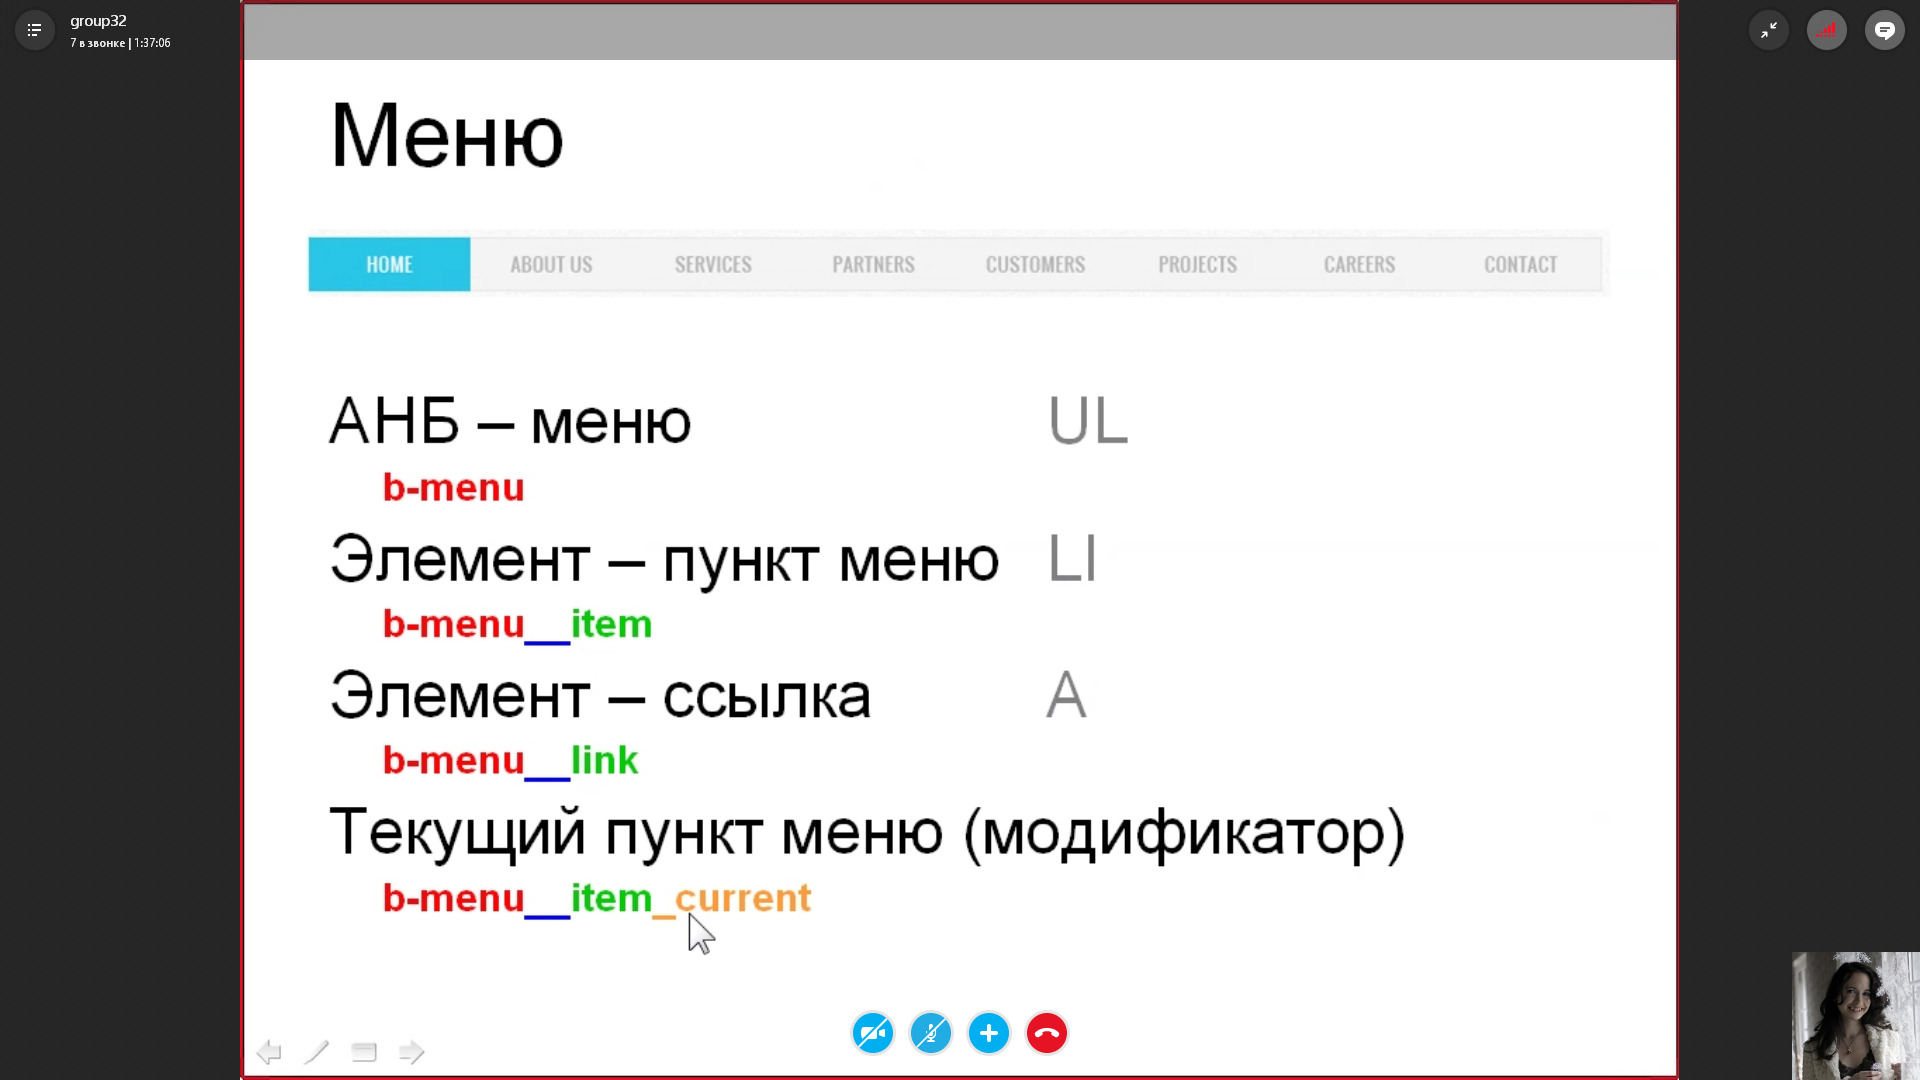 group32
7 в звонке | 1:37:06
Меню
HOME ABOUT US SERVICES PARTNERS CUSTOMERS PROJECTS CAREERS CONTACT
АНБ – меню UL
b-menu
Элемент – пункт меню LI
b-menu__item
Элемент – ссылка A
b-menu__link
Текущий пункт меню (модификатор)
b-menu__item_current